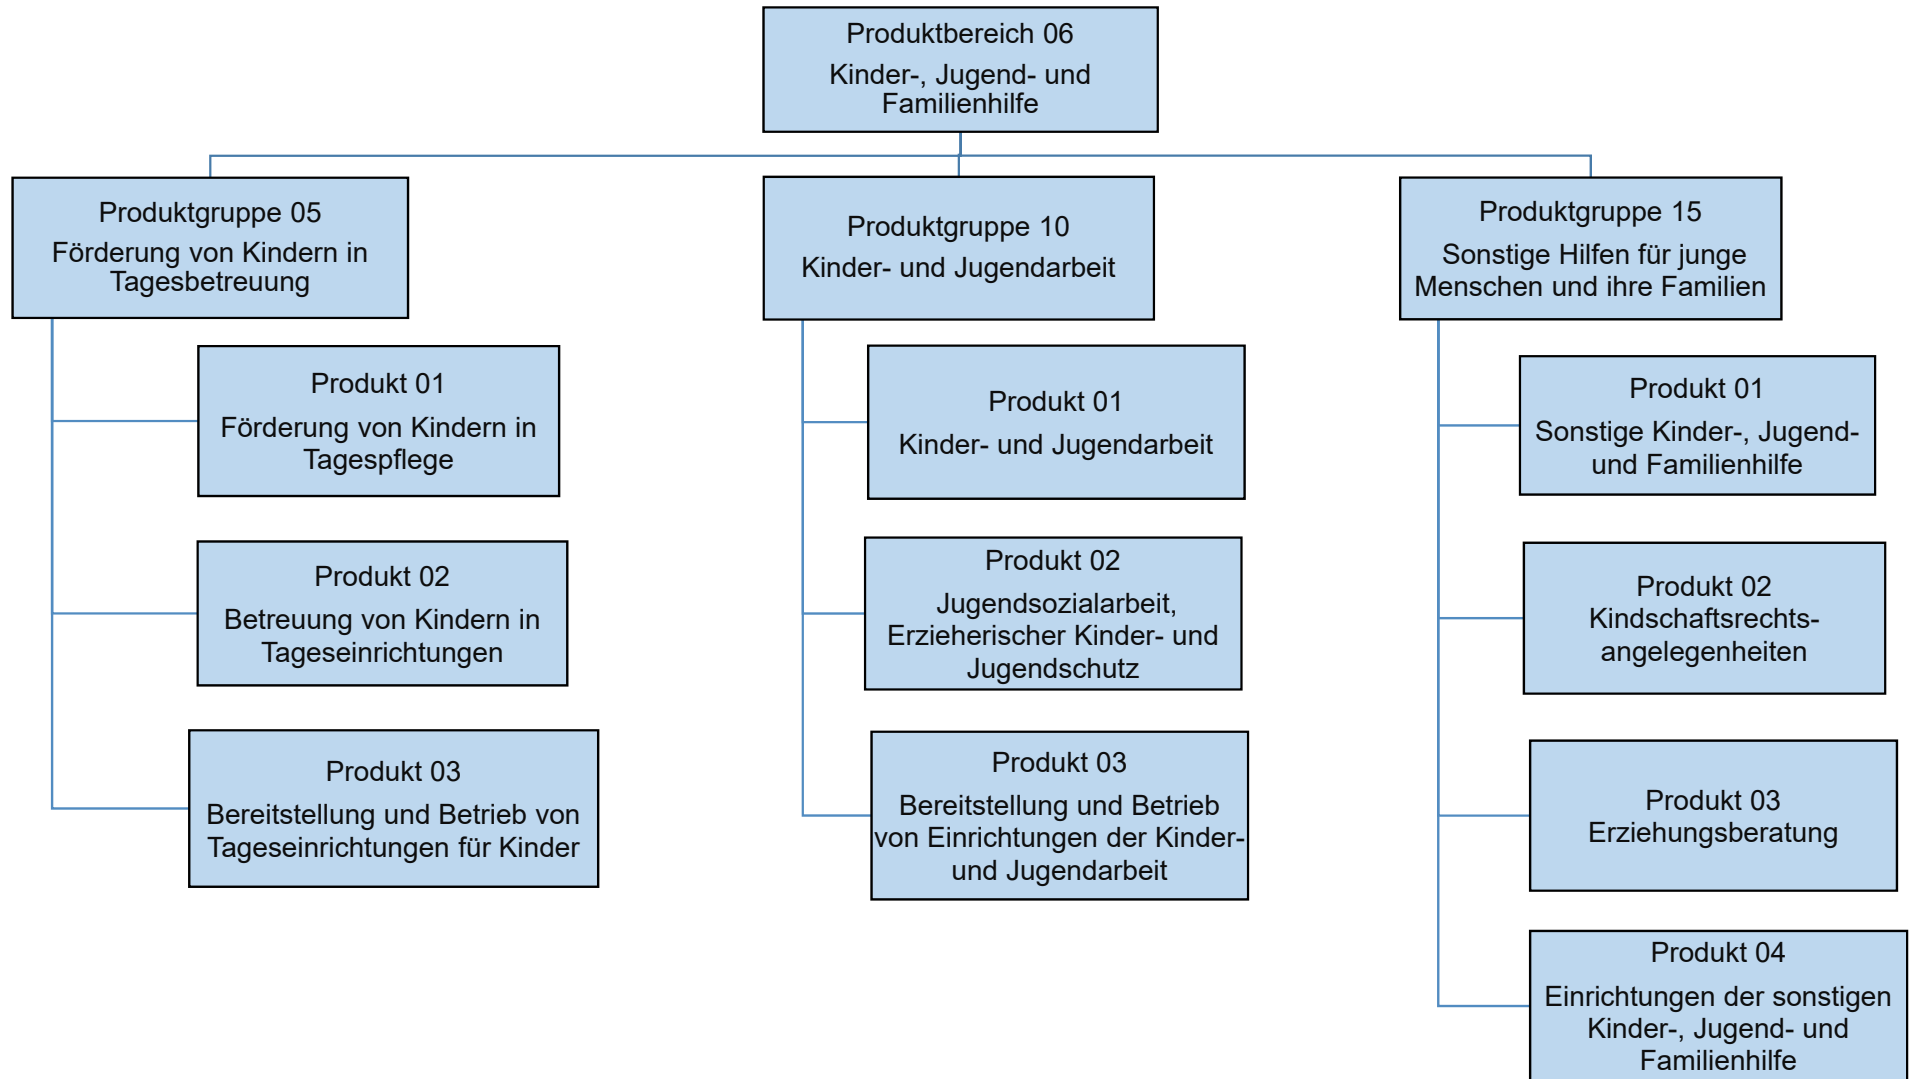 Produktbereich 06
Kinder-, Jugend- und
Familienhilfe
Produktgruppe 05
Förderung von Kindern in
Tagesbetreuung
Produkt 01
Förderung von Kindern in
Tagespflege
Produkt 02
Betreuung von Kindern in
Tageseinrichtungen
Produkt 03
Bereitstellung und Betrieb von
Tageseinrichtungen für Kinder
Produktgruppe 10
Kinder- und Jugendarbeit
Produkt 01
Kinder- und Jugendarbeit
Produkt 02
Jugendsozialarbeit,
Erzieherischer Kinder- und
Jugendschutz
Produkt 03
Bereitstellung und Betrieb
von Einrichtungen der Kinder-
und Jugendarbeit
Produktgruppe 15
Sonstige Hilfen für junge
Menschen und ihre Familien
Produkt 01
Sonstige Kinder-, Jugend-
und Familienhilfe
Produkt 02
Kindschaftsrechts-
angelegenheiten
Produkt 03
Erziehungsberatung
Produkt 04
Einrichtungen der sonstigen
Kinder-, Jugend- und
Familienhilfe